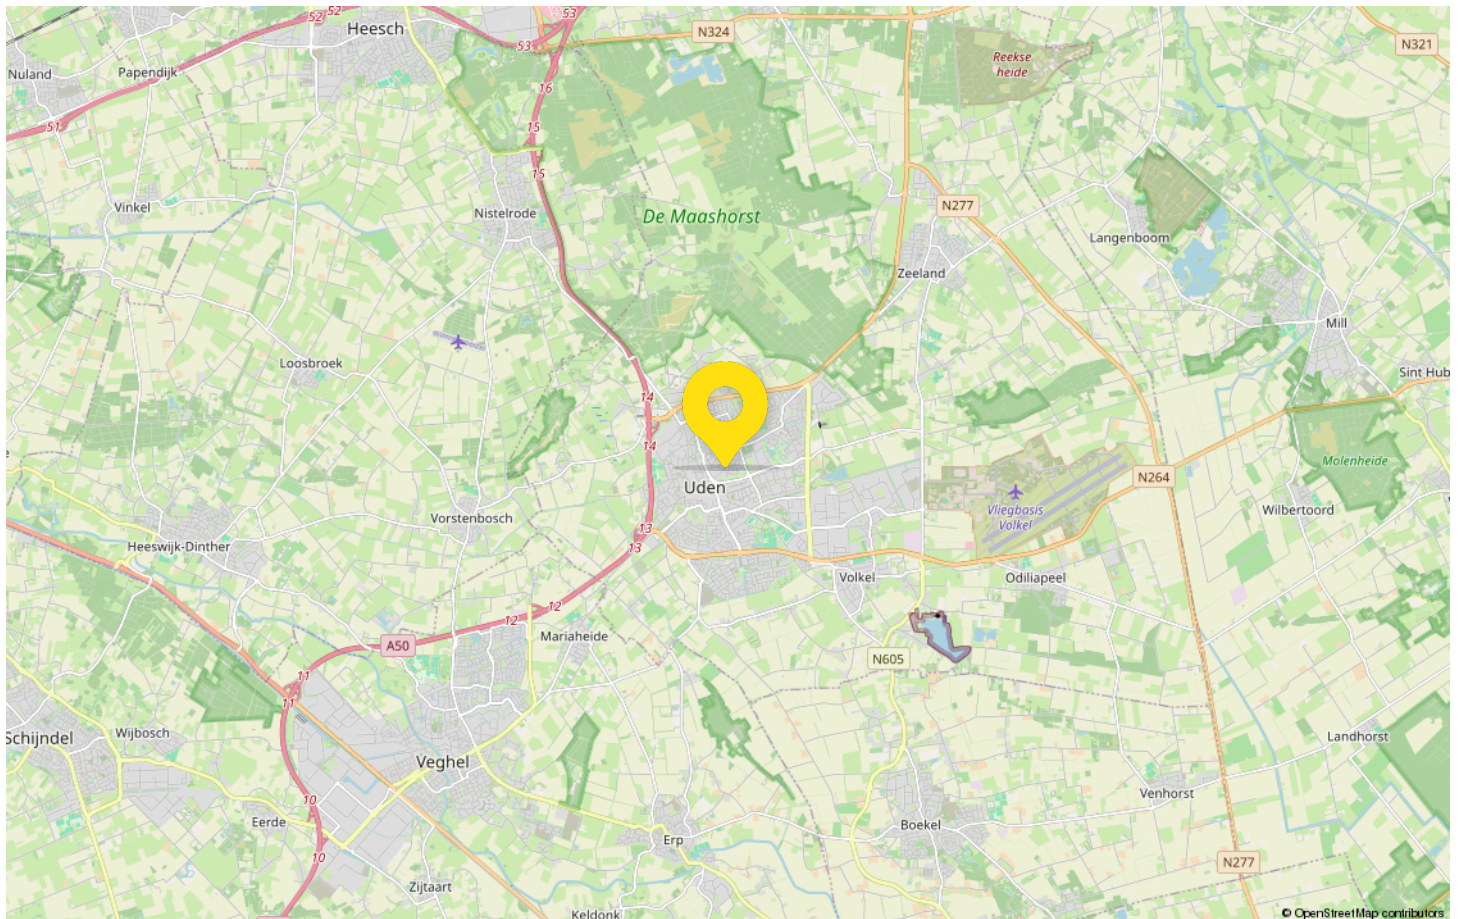 52
52
53
Heesch
N324
53
N321
Reekse
heide
Nuland
Papendijk
16
51
15
15
Vinkel
Nistelrode
De Maashorst
N277
Langenboom
Zeeland
Mill
Loosbroek
Sint Hub
14
14
Molenheide
Uden
N264
Vliegbasis
Volkel
Wilbertoord
Vorstenbosch
13
13
Heeswijk-Dinther
Volkel
Odiliapeel
12
12
Mariaheide
A50
N605
11
11
Schijndel
Wijbosch
Landhorst
Veghel
Venhorst
10
Eerde
Boekel
Erp
10
N277
Zijtaart
Keldonk
© OpenStreetMap contributors